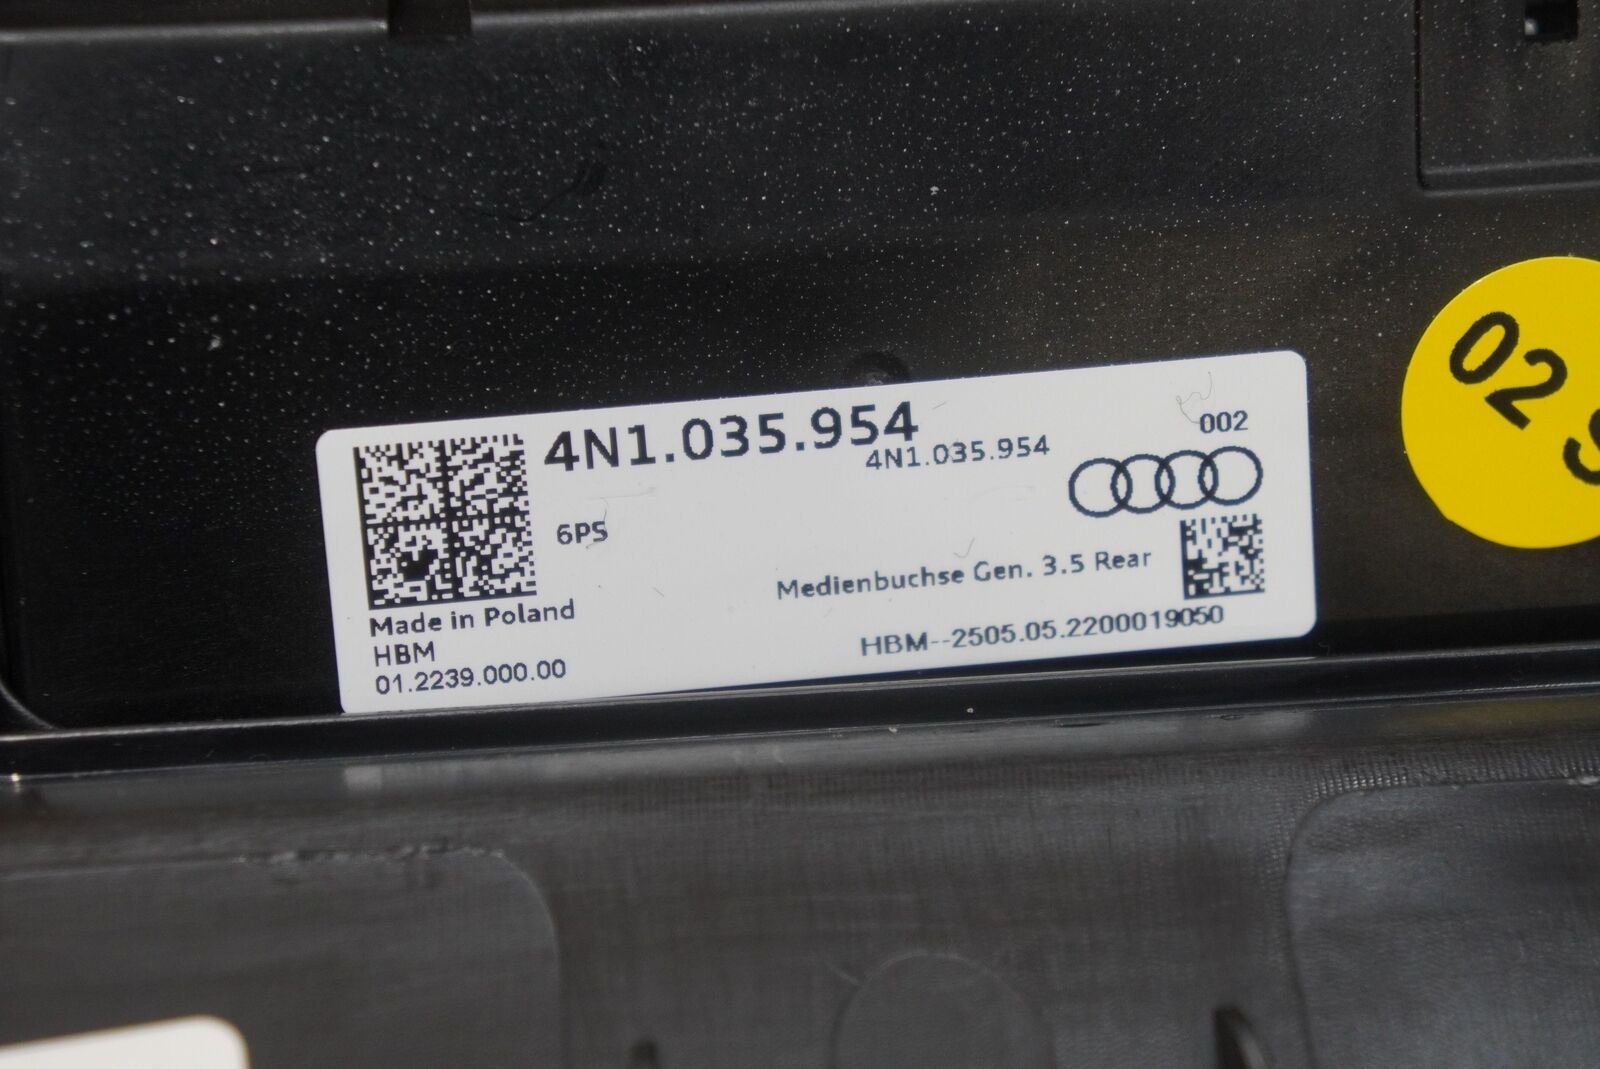 4N1.035.954
4N1.035.954
002
6PS
Medienbuchse Gen. 3.5 Rear
Made in Poland
HBM
01.2239.000.00
HBM--2505.05.2200019050
02 S